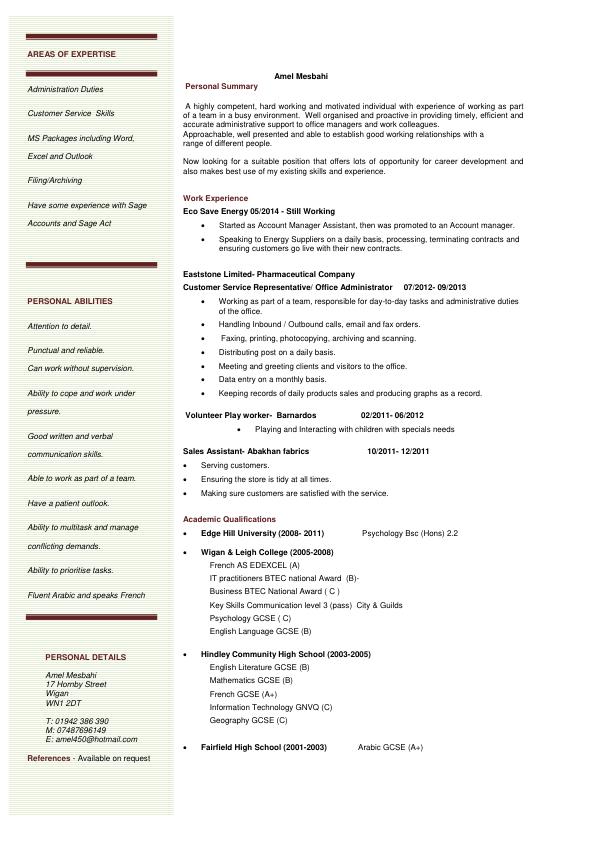 AREAS OF EXPERTISE
Administration Duties
Customer Service  Skills
MS Packages including Word,
Excel and Outlook
Filing/Archiving
Have some experience with Sage
Accounts and Sage Act
PERSONAL ABILITIES
Attention to detail.
Punctual and reliable.
Can work without supervision.
Ability to cope and work under
pressure.
Good written and verbal
communication skills.
Able to work as part of a team.
Have a patient outlook.
Ability to multitask and manage
conflicting demands.
Ability to prioritise tasks.
Fluent Arabic and speaks French
PERSONAL DETAILS
Amel Mesbahi
17 Hornby Street
Wigan
WN1 2DT
T: 01942 386 390
M: 07487696149
E: amel450@hotmail.com
References - Available on request
Amel Mesbahi
Personal Summary
A highly competent, hard working and motivated individual with experience of working as part
of a team in a busy environment.  Well organised and proactive in providing timely, efficient and
accurate administrative support to office managers and work colleagues.
Approachable, well presented and able to establish good working relationships with a
range of different people.
Now looking for a suitable position that offers lots of opportunity for career development and
also makes best use of my existing skills and experience.
Work Experience
Eco Save Energy 05/2014 - Still Working
• Started as Account Manager Assistant, then was promoted to an Account manager.
• Speaking to Energy Suppliers on a daily basis, processing, terminating contracts and
ensuring customers go live with their new contracts.
Eaststone Limited- Pharmaceutical Company
Customer Service Representative/ Office Administrator 07/2012- 09/2013
• Working as part of a team, responsible for day-to-day tasks and administrative duties
of the office.
• Handling Inbound / Outbound calls, email and fax orders.
• Faxing, printing, photocopying, archiving and scanning.
• Distributing post on a daily basis.
• Meeting and greeting clients and visitors to the office.
• Data entry on a monthly basis.
• Keeping records of daily products sales and producing graphs as a record.
Volunteer Play worker- Barnardos 02/2011- 06/2012
• Playing and Interacting with children with specials needs
Sales Assistant- Abakhan fabrics 10/2011- 12/2011
• Serving customers.
• Ensuring the store is tidy at all times.
• Making sure customers are satisfied with the service.
Academic Qualifications
• Edge Hill University (2008- 2011) Psychology Bsc (Hons) 2.2
• Wigan & Leigh College (2005-2008)
French AS EDEXCEL (A)
IT practitioners BTEC national Award  (B)-
Business BTEC National Award ( C )
Key Skills Communication level 3 (pass)  City & Guilds
Psychology GCSE ( C)
English Language GCSE (B)
• Hindley Community High School (2003-2005)
English Literature GCSE (B)
Mathematics GCSE (B)
French GCSE (A+)
Information Technology GNVQ (C)
Geography GCSE (C)
• Fairfield High School (2001-2003) Arabic GCSE (A+)